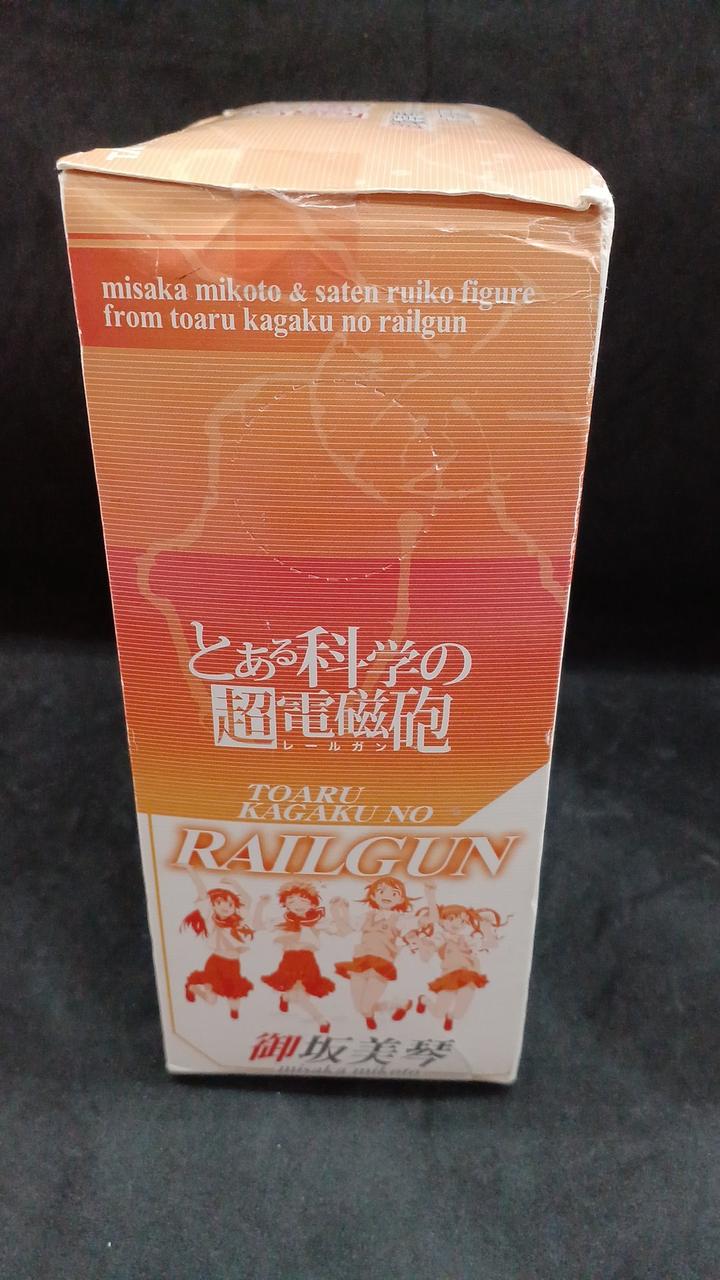 misaka mikoto & saten ruiko figure
from toaru kagaku no railgun
とある科学の
超電磁砲
レールガン
TOARU
KAGAKU NO
RAILGUN
御坂美琴
misaka mikoto